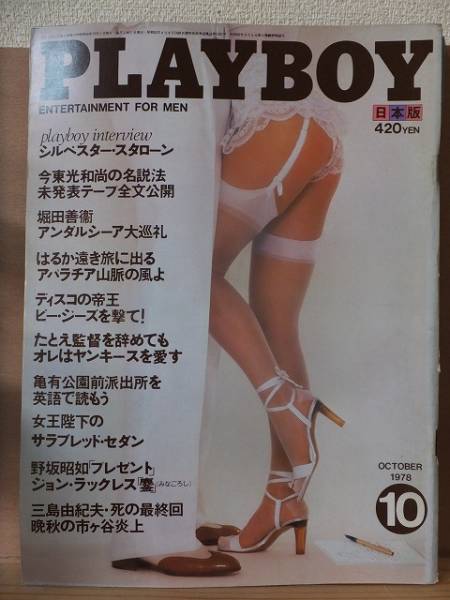 PLAYBOY
ENTERTAINMENT FOR MEN
日本版
420YEN
playboy interview
シルベスター・スタローン
今東光和尚の名説法
未発表テープ全文公開
堀田善衞
アンダルシーア大巡礼
はるか遠き旅に出る
アパラチア山脈の風よ
ディスコの帝王
ビー・ジーズを撃て!
たとえ監督を辞めても
オレはヤンキースを愛す
亀有公園前派出所を
英語で読もう
女王陛下の
サラブレッド・セダン
野坂昭如「プレゼント」
ジョン・ラックレス『鏖』(みなごろし)
三島由紀夫・死の最終回
晩秋の市ヶ谷炎上
OCTOBER
1978
10